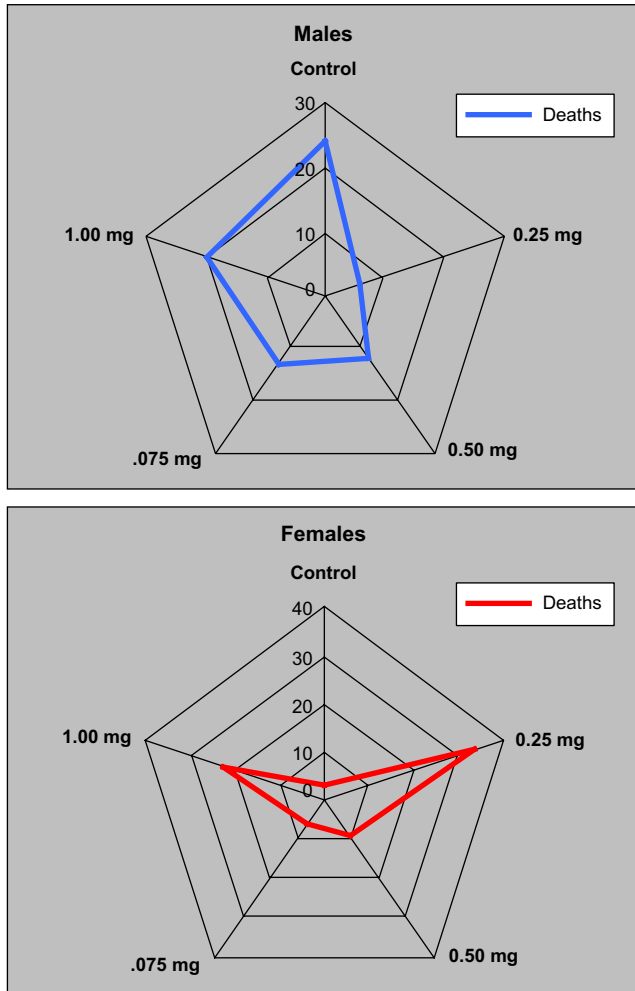 Males
Control
Deaths
30
20
10
0
1.00 mg
0.25 mg
.075 mg
0.50 mg
Females
Control
Deaths
40
30
20
10
0
1.00 mg
0.25 mg
.075 mg
0.50 mg